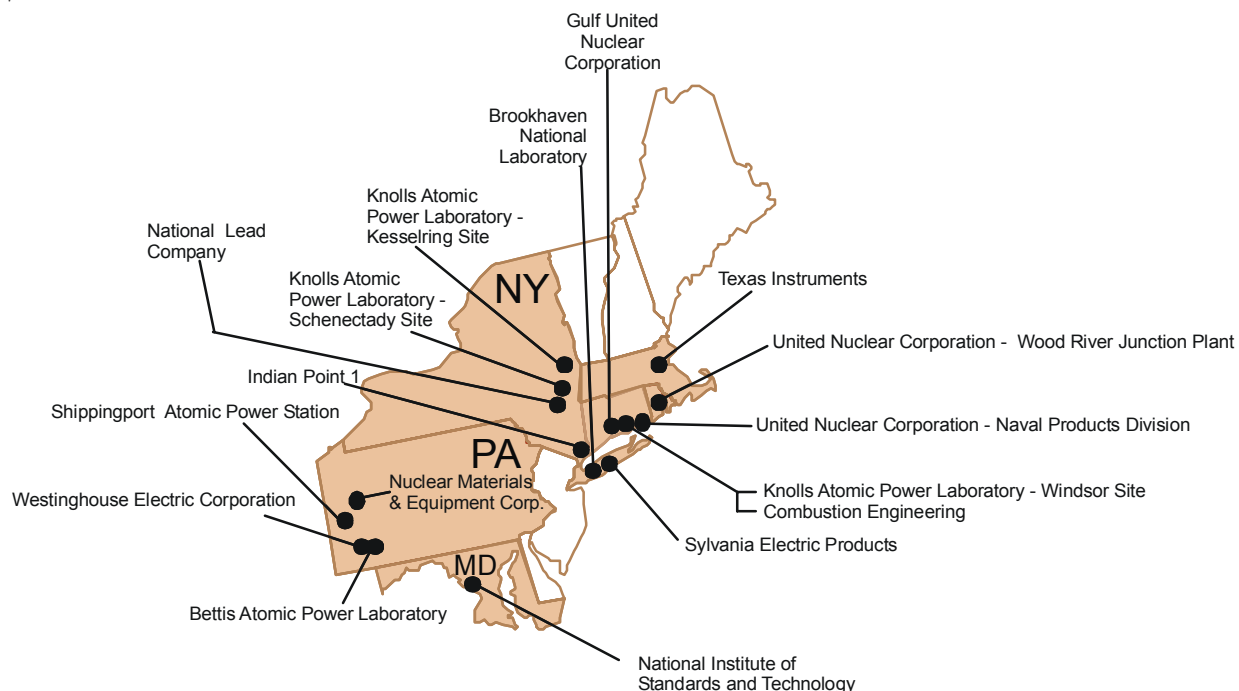 Gulf United
Nuclear
Corporation
Brookhaven
National
Laboratory
Knolls Atomic
Power Laboratory -
Kesselring Site
National Lead
Company
Knolls Atomic
Power Laboratory -
Schenectady Site
NY
Texas Instruments
United Nuclear Corporation - Wood River Junction Plant
Indian Point 1
Shippingport Atomic Power Station
United Nuclear Corporation - Naval Products Division
PA
Nuclear Materials
& Equipment Corp.
Westinghouse Electric Corporation
Knolls Atomic Power Laboratory - Windsor Site
Combustion Engineering
Sylvania Electric Products
MD
Bettis Atomic Power Laboratory
National Institute of
Standards and Technology